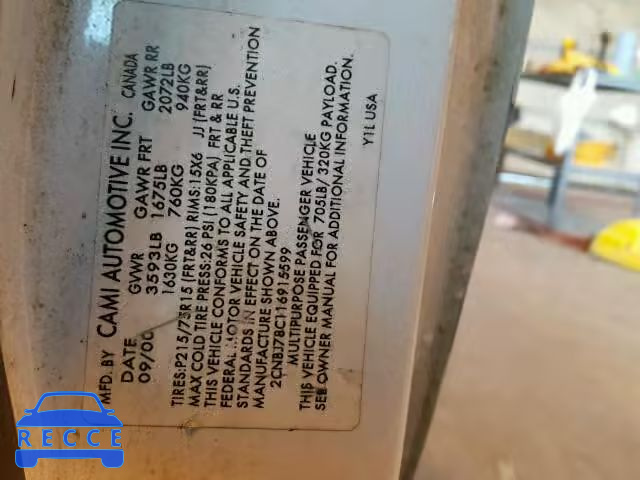 MFD. BY CAMI AUTOMOTIVE INC. CANADA
DATE GVWR GAWR FRT GAWR RR
09/00 3593LB 1675LB 2072LB
1630KG 760KG 940KG
TIRES:P215/75R15 (FRT&RR) RIMS:15X6 JJ (FRT&RR)
MAX COLD TIRE PRESS:26 PSI (180KPA) FRT & RR
THIS VEHICLE CONFORMS TO ALL APPLICABLE U.S.
FEDERAL MOTOR VEHICLE SAFETY AND THEFT PREVENTION
STANDARDS IN EFFECT ON THE DATE OF
MANUFACTURE SHOWN ABOVE.
2CNBJ78C116915599
MULTIPURPOSE PASSENGER VEHICLE
THIS VEHICLE EQUIPPED FOR 705LB/320KG PAYLOAD.
SEE OWNER MANUAL FOR ADDITIONAL INFORMATION.
Y1L USA
RECCE